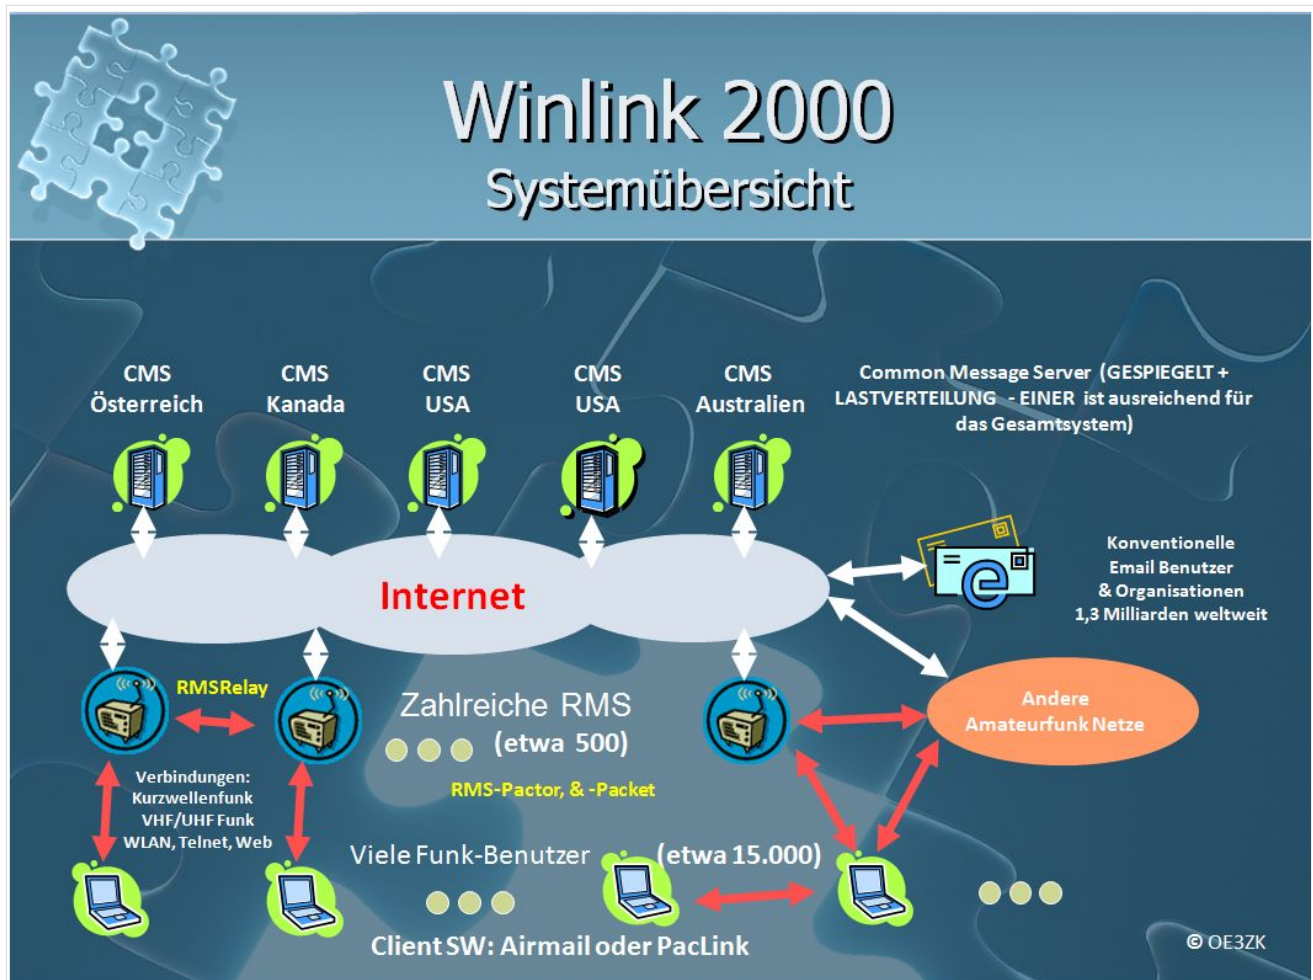 Winlink 2000
Systemübersicht
CMS
Österreich
CMS
Kanada
CMS
USA
CMS
USA
CMS
Australien
Common Message Server (GESPIEGELT +
LASTVERTEILUNG - EINER ist ausreichend für
das Gesamtsystem)
Internet
e
Konventionelle
Email Benutzer
& Organisationen
1,3 Milliarden weltweit
RMSRelay
Zahlreiche RMS
(etwa 500)
RMS-Pactor, & -Packet
Andere
Amateurfunk Netze
Verbindungen:
Kurzwellenfunk
VHF/UHF Funk
WLAN, Telnet, Web
Viele Funk-Benutzer (etwa 15.000)
Client SW: Airmail oder PacLink
© OE3ZK